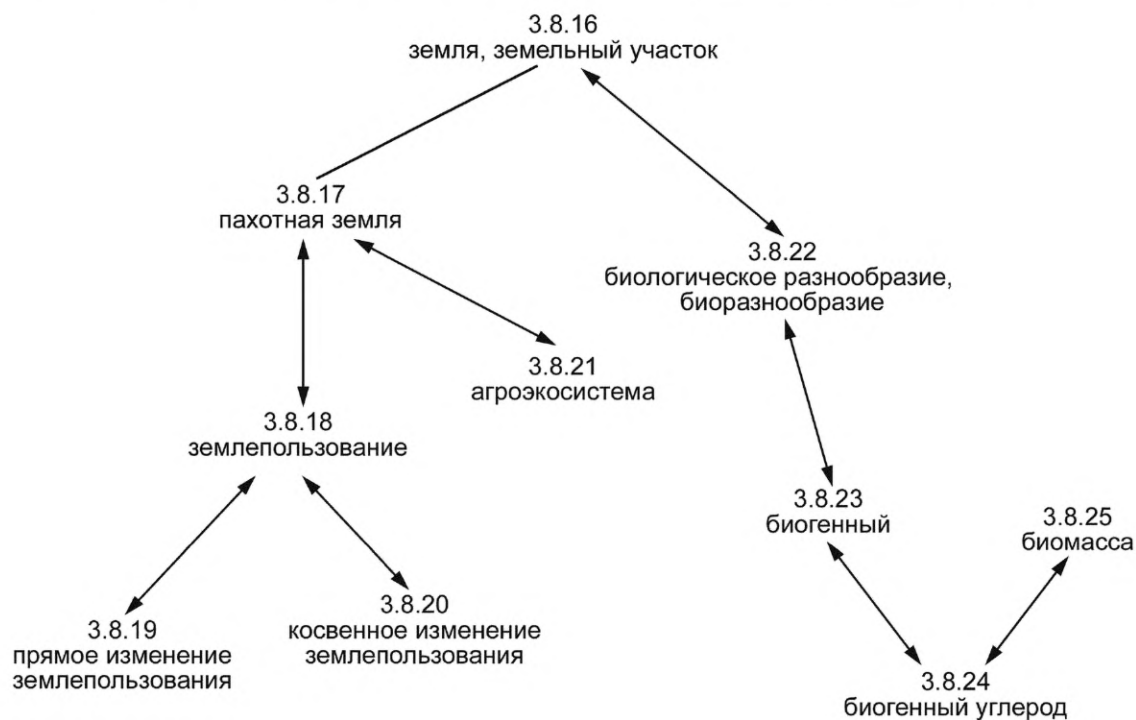 3.8.16
земля, земельный участок
3.8.17
пахотная земля
3.8.22
биологическое разнообразие,
биоразнообразие
3.8.21
агроэкосистема
3.8.18
землепользование
3.8.23
биогенный
3.8.25
биомасса
3.8.19
прямое изменение
землепользования
3.8.20
косвенное изменение
землепользования
3.8.24
биогенный углерод